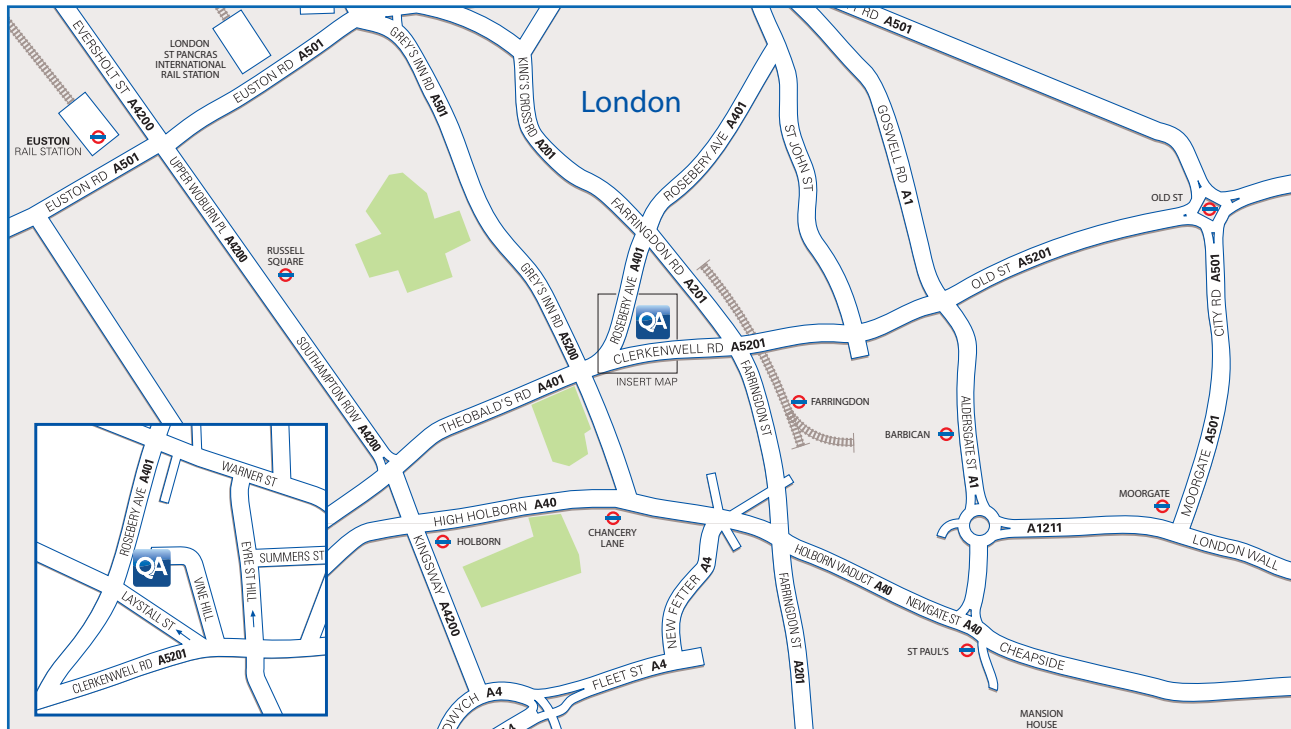 EVERSHOLT ST A4200
LONDON
ST PANCRAS
INTERNATIONAL
RAIL STATION
EUSTON RD A501
GREY'S INN RD A501
KING'S CROSS RD A201
London
ROSEBERY AVE A401
ST JOHN ST
GOSWELL RD A1
TY RD A501
EUSTON
RAIL STATION
EUSTON RD A501
UPPER WOBURN PL A4200
RUSSELL
SQUARE
FARRINGDON RD A201
OLD ST
OLD ST A5201
CITY RD A501
GREY'S INN RD A5200
ROSEBERY AVE A401
QA
CLERKENWELL RD A5201
INSERT MAP
SOUTHAMPTON ROW A4200
THEOBALD'S RD A401
FARRINGDON ST
FARRINGDON
BARBICAN
ALDERSGATE ST A1
MOORGATE A501
MOORGATE
HIGH HOLBORN A40
HOLBORN
CHANCERY
LANE
A1211
LONDON WALL
KINGSWAY A4200
NEW FETTER A4
HOLBORN VIADUCT A40
NEWGATE ST A40
FARRINGDON ST A201
ST PAUL'S
CHEAPSIDE
FLEET ST A4
DWYCH A4
A4
MANSION
HOUSE
ROSEBERY AVE A401
WARNER ST
QA
VINE HILL
EYRE ST HILL
SUMMERS ST
LAYSTALL ST
CLERKENWELL RD A5201